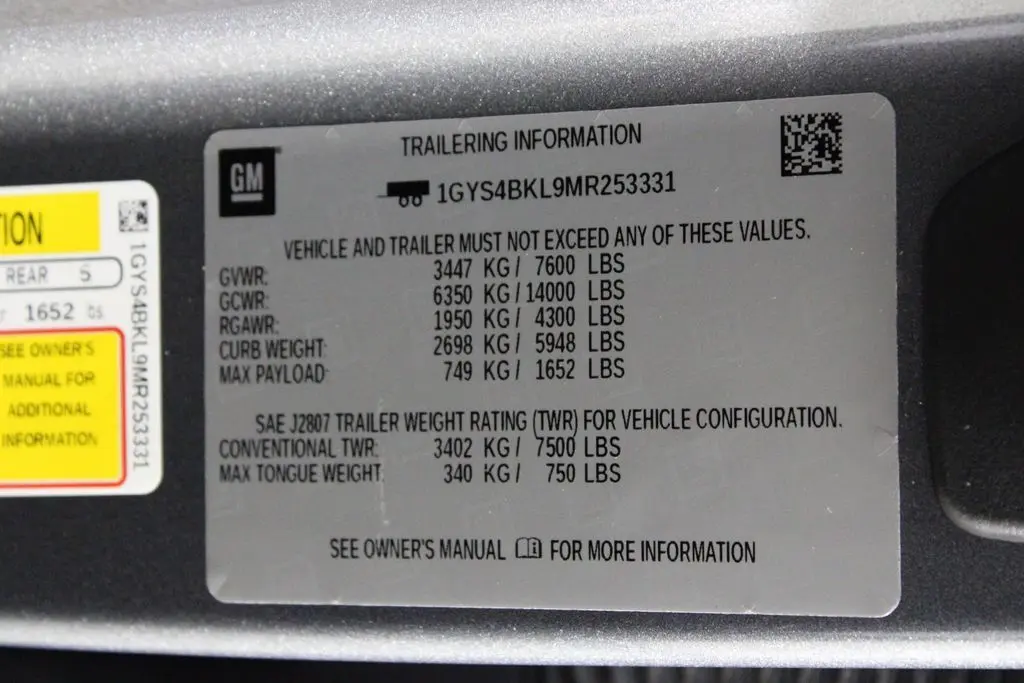 TION
REAR S
1652 lbs
SEE OWNER'S
MANUAL FOR
ADDITIONAL
INFORMATION
1GYS4BKL9MR253331
GM
TRAILERING INFORMATION
1GYS4BKL9MR253331
VEHICLE AND TRAILER MUST NOT EXCEED ANY OF THESE VALUES.
GVWR: 3447 KG/ 7600 LBS
GCWR: 6350 KG/14000 LBS
RGAWR: 1950 KG/ 4300 LBS
CURB WEIGHT: 2698 KG/ 5948 LBS
MAX PAYLOAD: 749 KG/ 1652 LBS
SAE J2807 TRAILER WEIGHT RATING (TWR) FOR VEHICLE CONFIGURATION.
CONVENTIONAL TWR: 3402 KG/ 7500 LBS
MAX TONGUE WEIGHT: 340 KG/ 750 LBS
SEE OWNER'S MANUAL FOR MORE INFORMATION